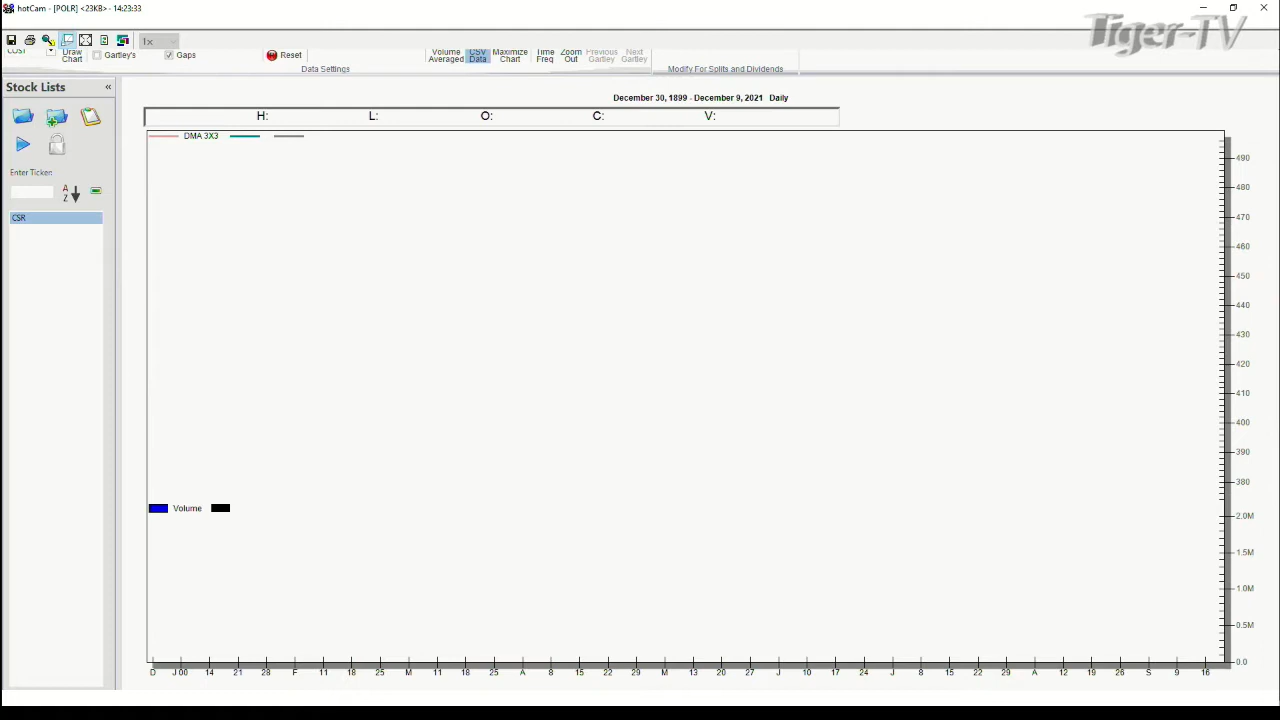 hotCam - [POLR] <23KB> - 14:23:33
Tiger-TV
1x
COST
Draw Chart
Gartley's
Gaps
Reset
Volume Averaged
CSV Data
Maximize Chart
Time Freq
Zoom Out
Previous Gartley
Next Gartley
Data Settings
Modify For Splits and Dividends
Stock Lists «
December 30, 1899 - December 9, 2021 Daily
H: L: O: C: V:
DMA 3X3
Enter Ticker:
A
Z
CSR
490
480
470
460
450
440
430
420
410
400
390
380
Volume
2.0M
1.5M
1.0M
0.5M
0.0
D J 00 14 21 28 F 11 18 25 M 11 18 25 A 8 15 22 29 M 13 20 27 J 10 17 24 J 8 15 22 29 A 12 19 26 S 9 16